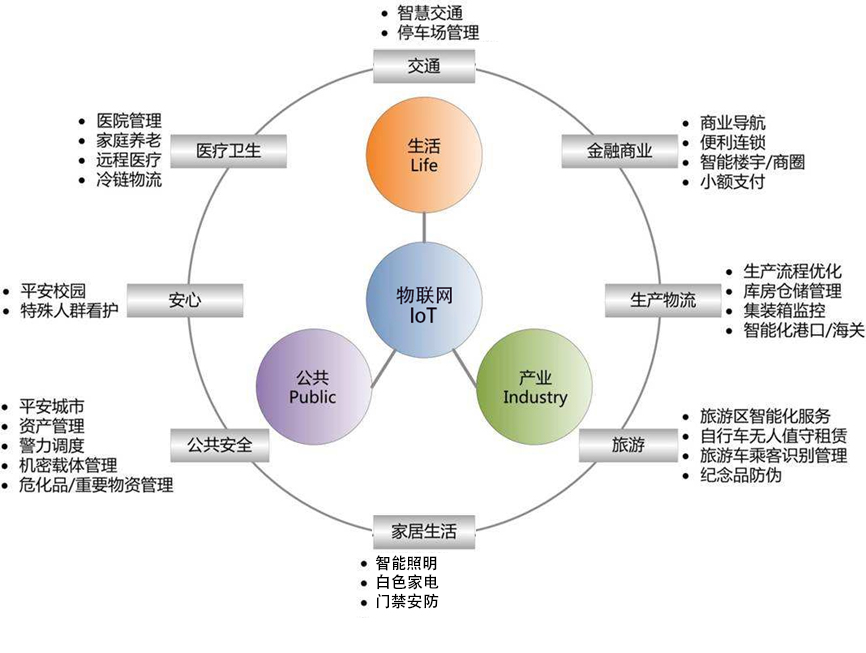 智慧交通
停车场管理
交通
医院管理
家庭养老
远程医疗
冷链物流
医疗卫生
生活
Life
金融商业
商业导航
便利连锁
智能楼宇/商圈
小额支付
平安校园
特殊人群看护
安心
物联网
IoT
生产物流
生产流程优化
库房仓储管理
集装箱监控
智能化港口/海关
公共
Public
产业
Industry
平安城市
资产管理
警力调度
机密载体管理
危化品/重要物资管理
公共安全
旅游
旅游区智能化服务
自行车无人值守租赁
旅游车乘客识别管理
纪念品防伪
家居生活
智能照明
白色家电
门禁安防